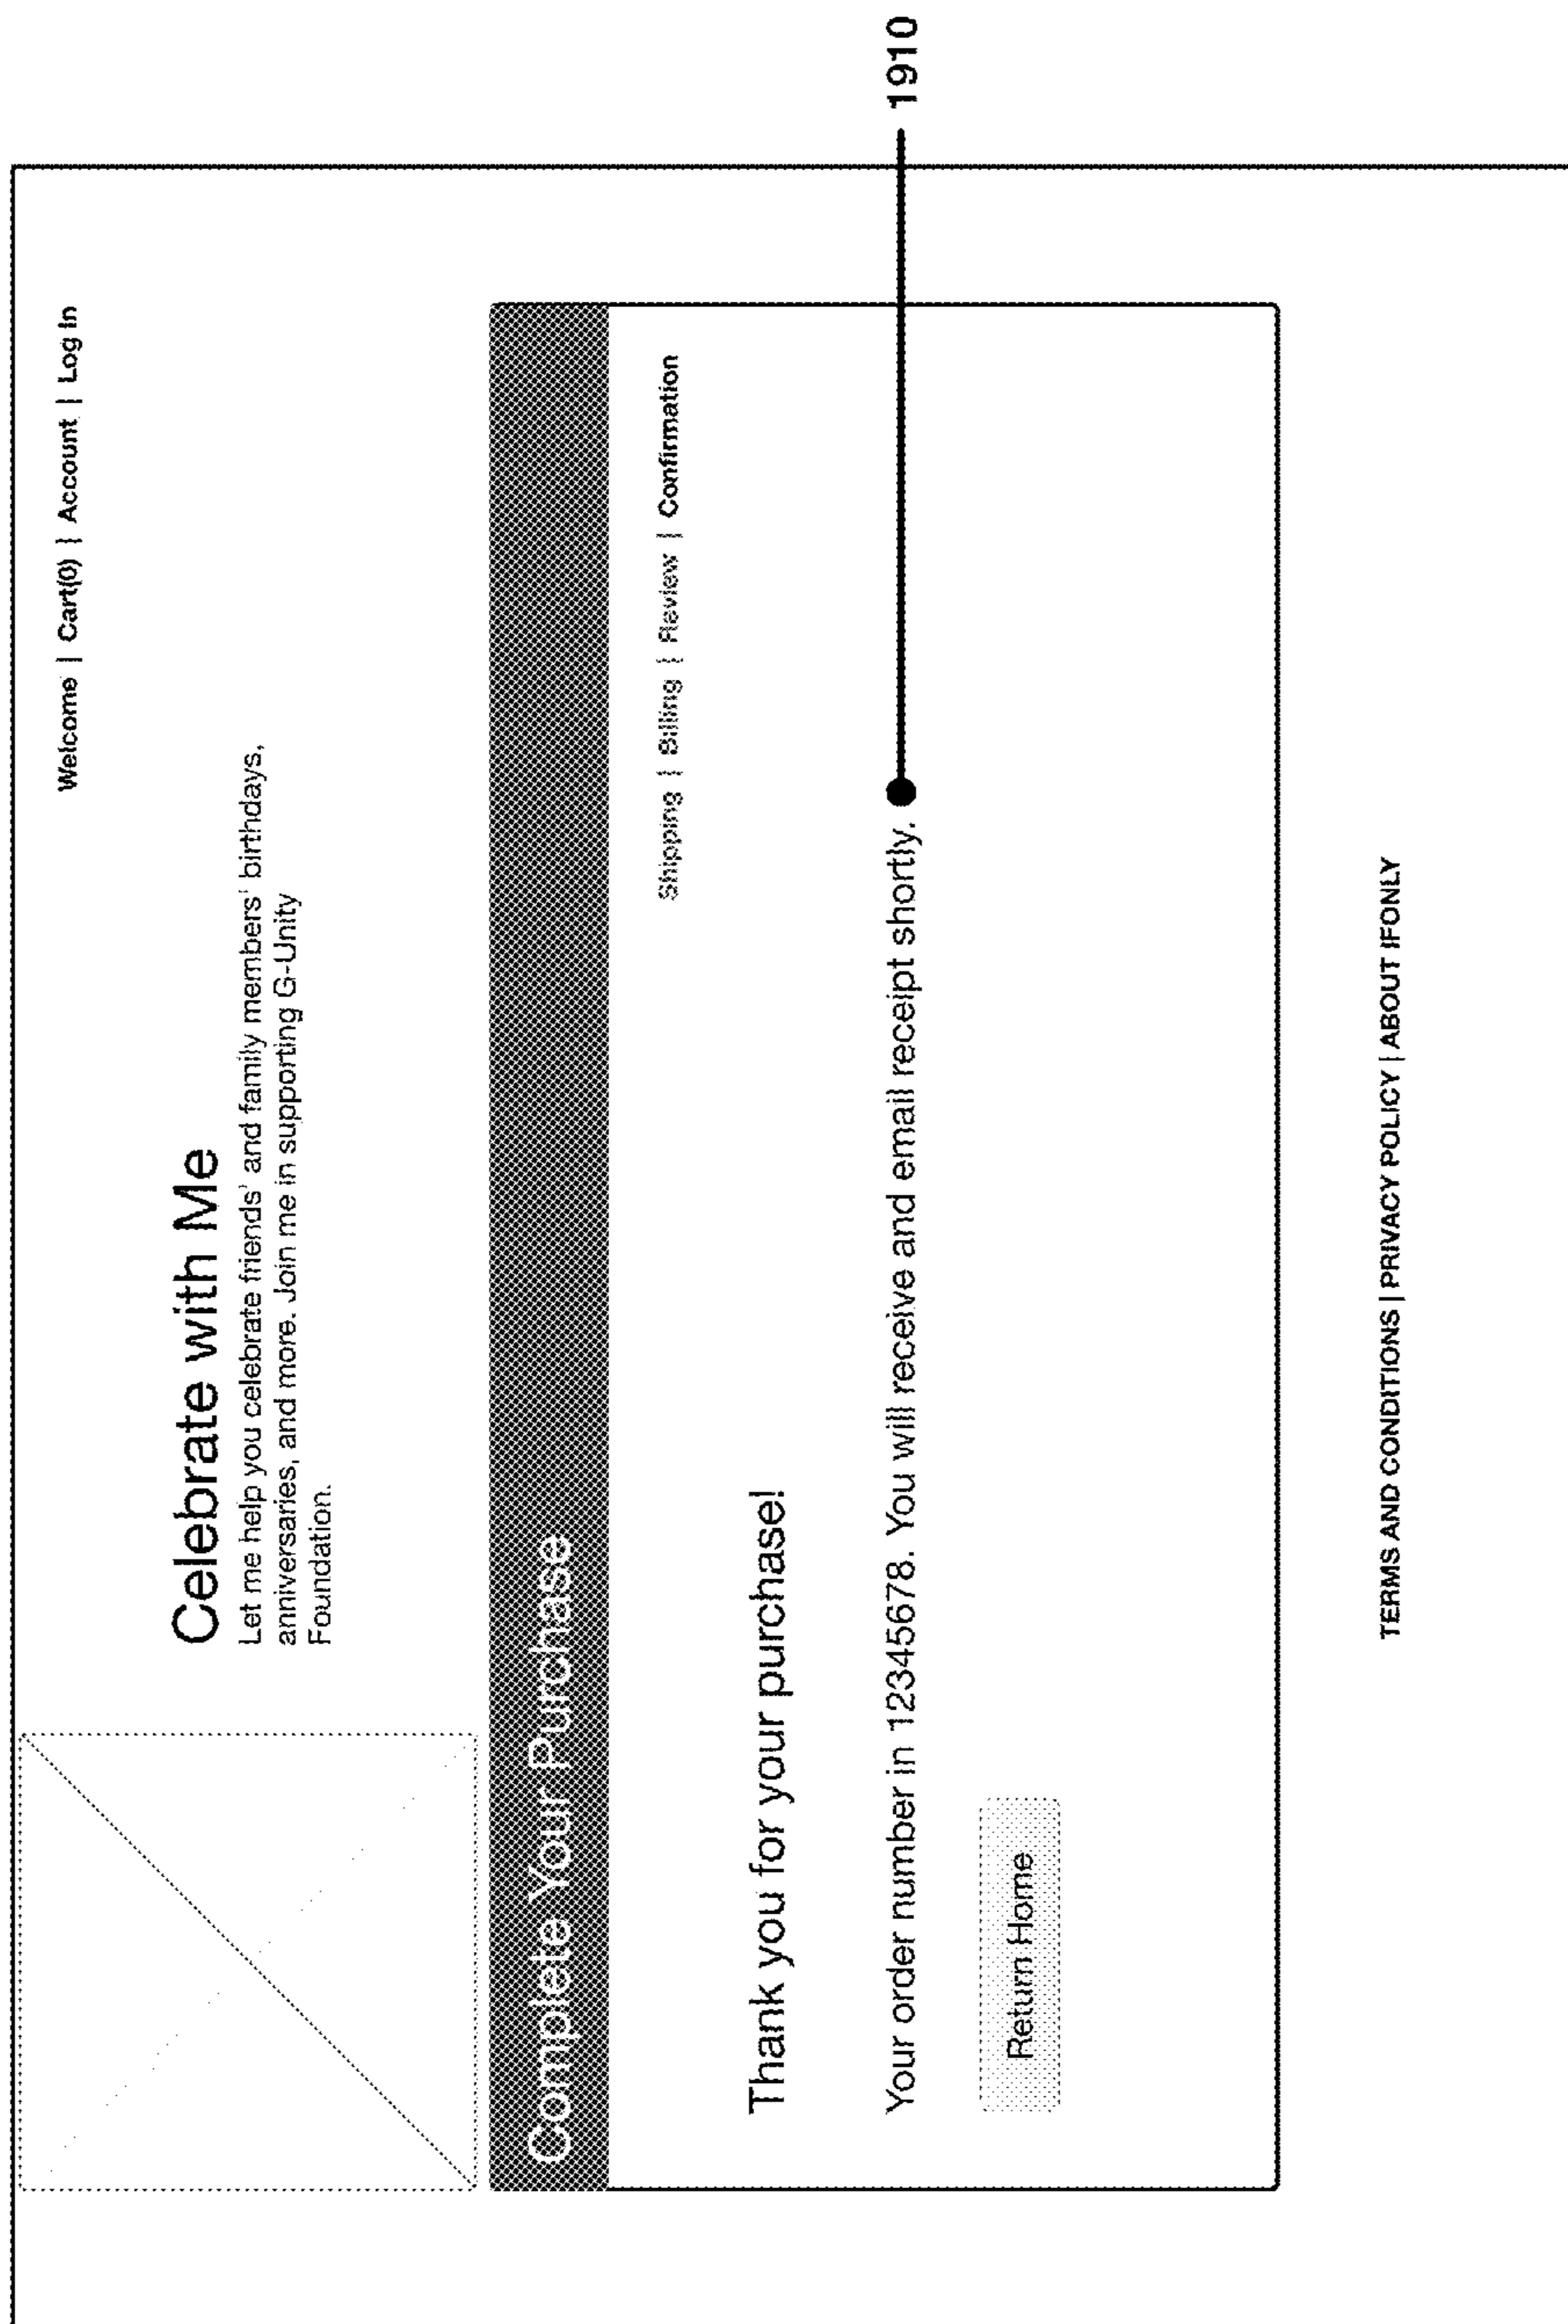 Welcome | Cart(0) | Account | Log In
Celebrate with Me
Let me help you celebrate friends' and family members' birthdays,
anniversaries, and more. Join me in supporting G-Unity
Foundation.
Complete Your Purchase
Shipping | Billing | Review | Confirmation
Thank you for your purchase!
Your order number in 12345678. You will receive and email receipt shortly.
1910
Return Home
TERMS AND CONDITIONS | PRIVACY POLICY | ABOUT IFONLY